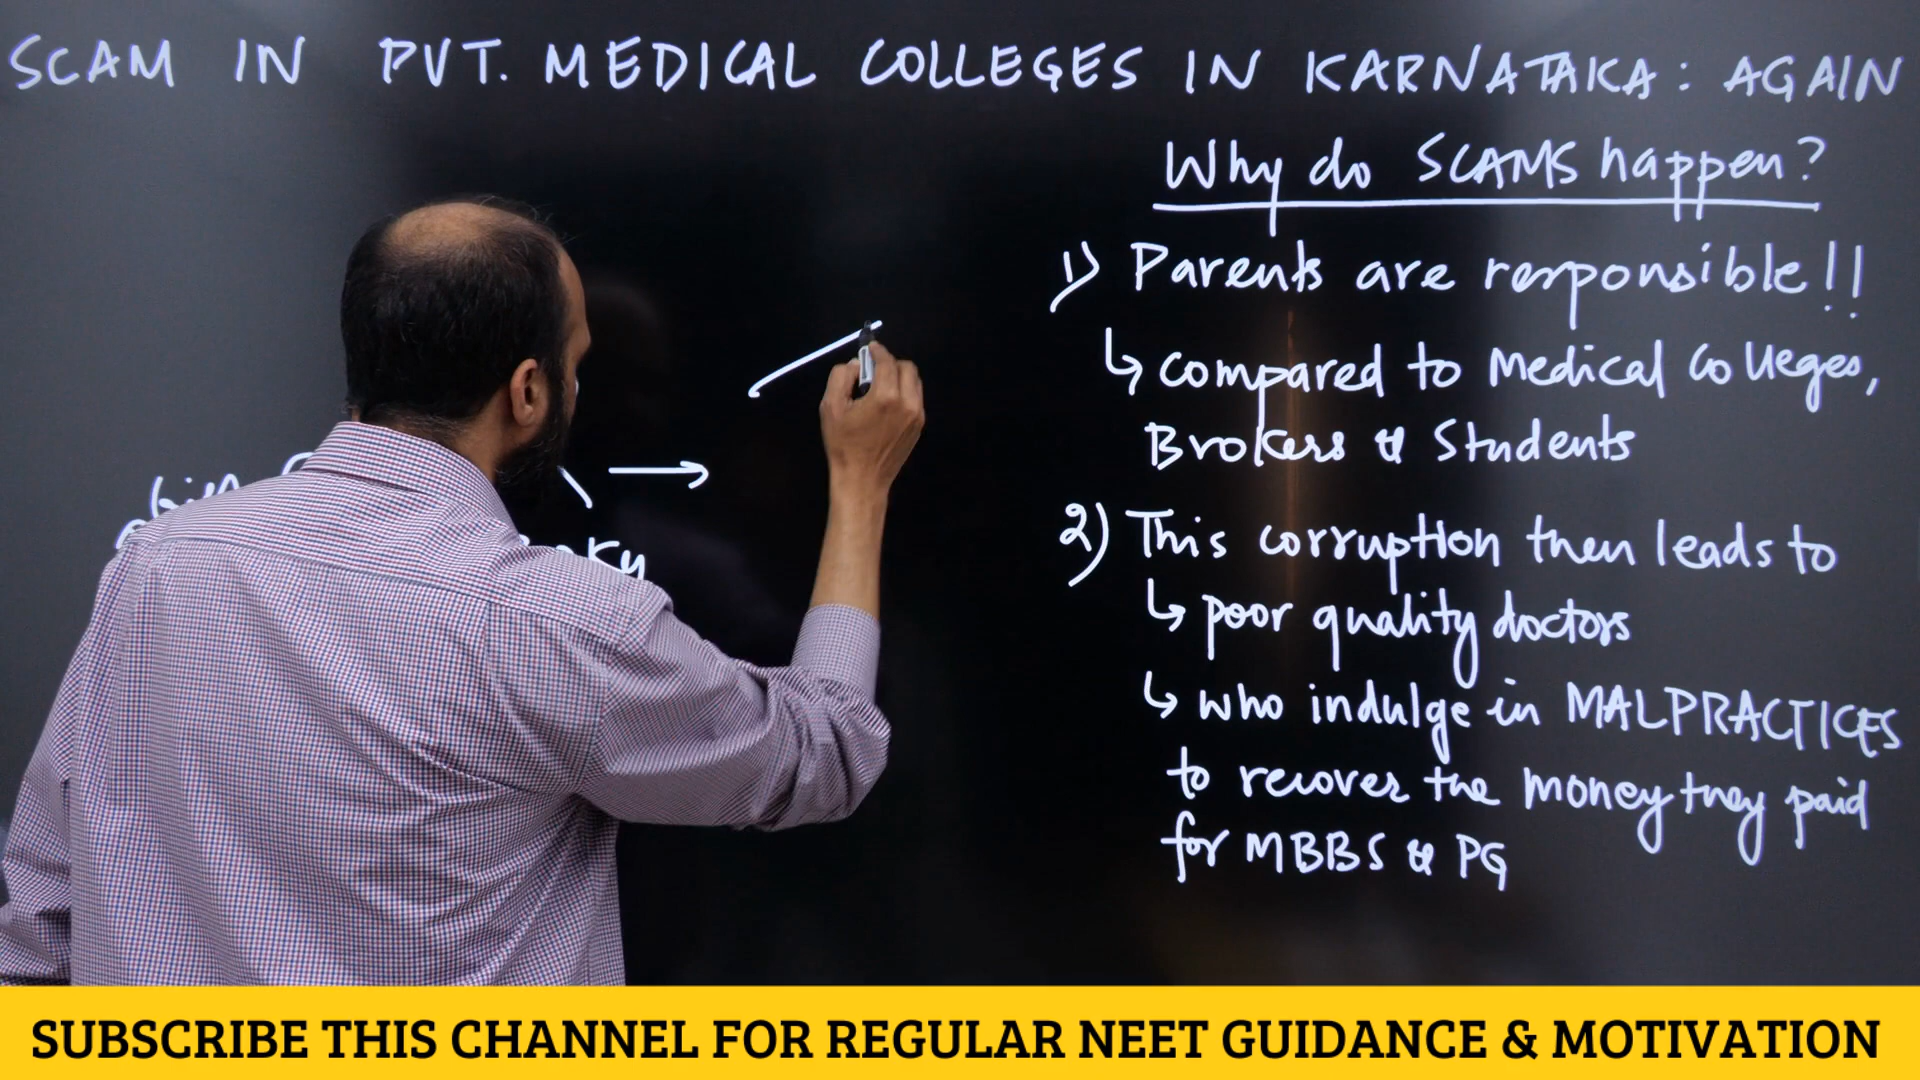 SCAM IN PVT. MEDICAL COLLEGES IN KARNATAKA: AGAIN
Why do SCAMS happen?
1) Parents are responsible!!
↳ compared to Medical Colleges,
Brokers & Students
2) This corruption then leads to
↳ poor quality doctors
↳ who indulge in MALPRACTICES
to recover the money they paid
for MBBS & PG
SUBSCRIBE THIS CHANNEL FOR REGULAR NEET GUIDANCE & MOTIVATION